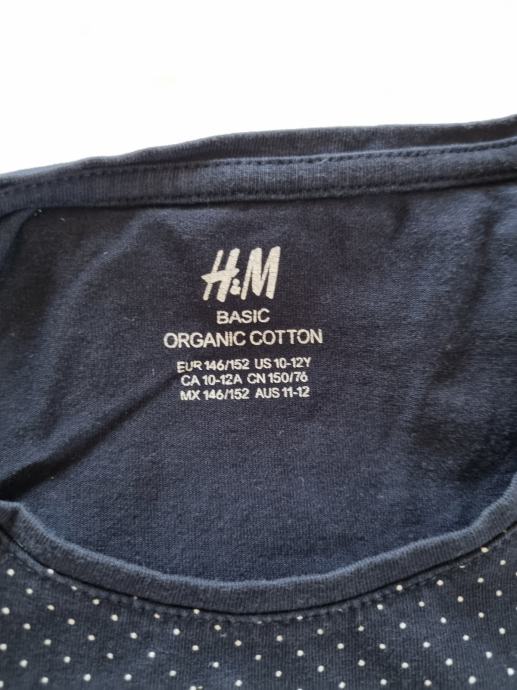 H&M
BASIC
ORGANIC COTTON
EUR 146/152 US 10-12Y
CA 10-12A CN 150/76
MX 146/152 AUS 11-12